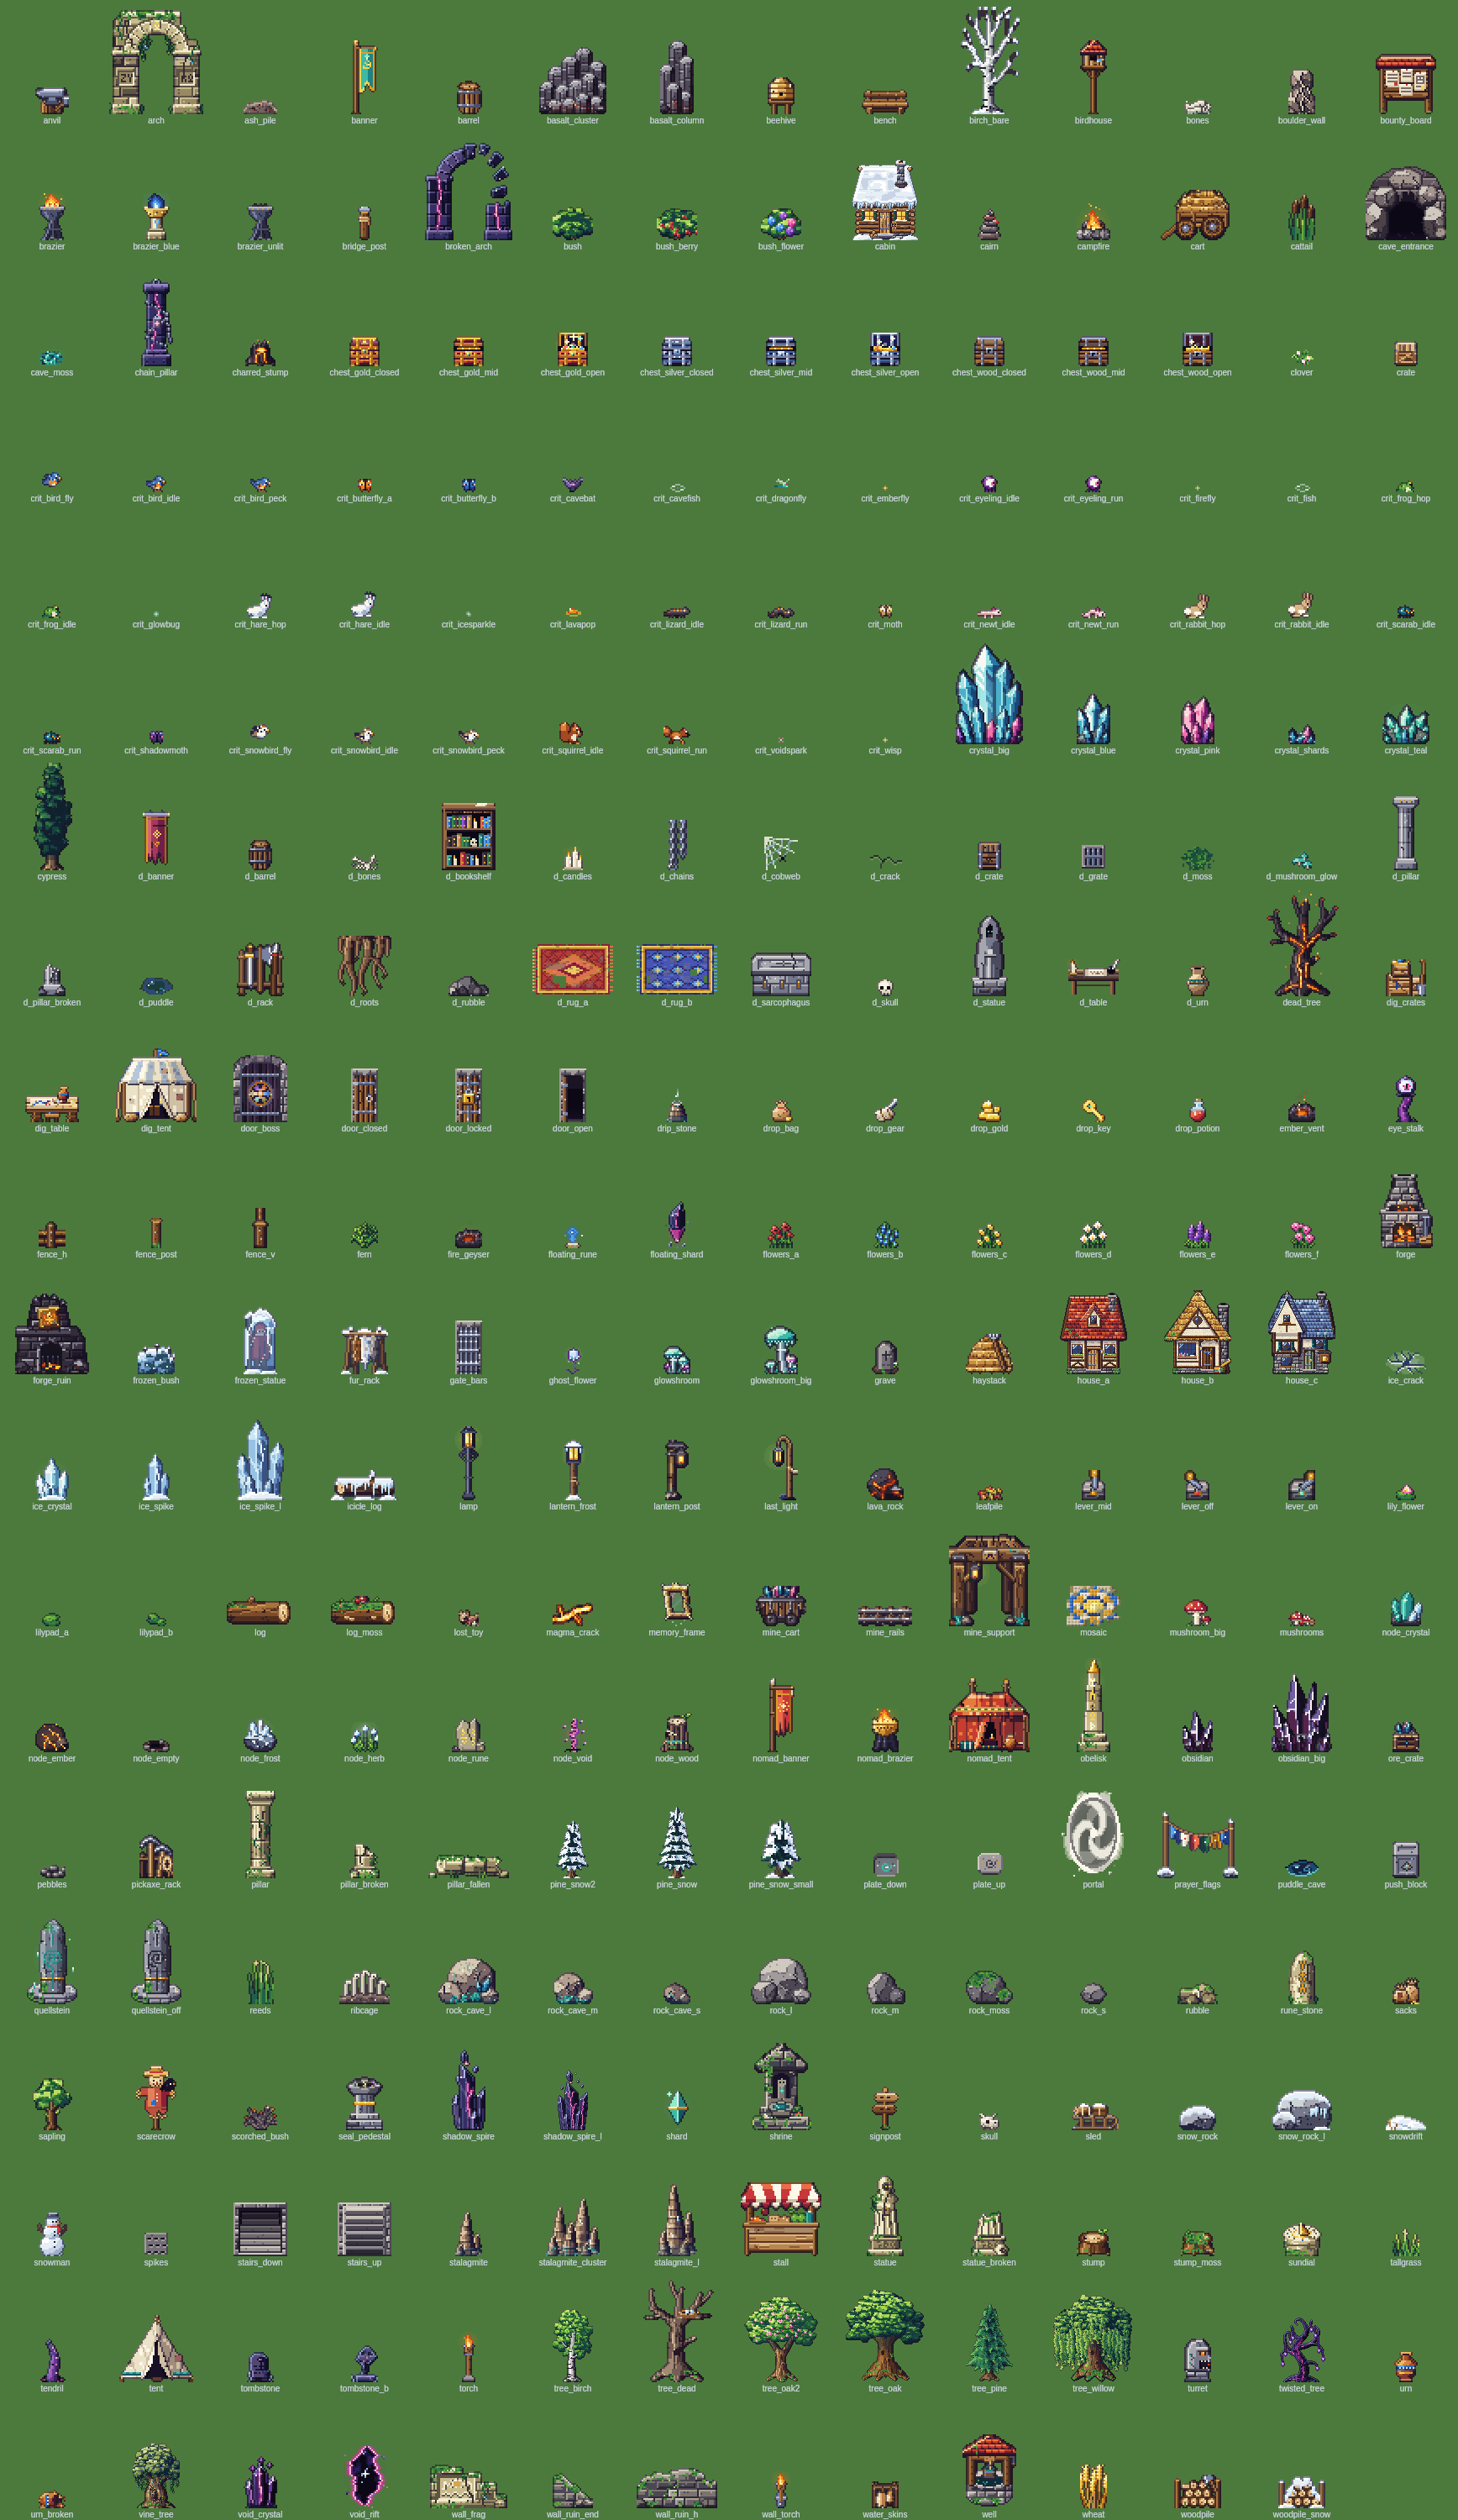 anvil arch ash_pile banner barrel basalt_cluster basalt_column beehive bench birch_bare birdhouse bones boulder_wall bounty_board
brazier brazier_blue brazier_unlit bridge_post broken_arch bush bush_berry bush_flower cabin cairn campfire cart cattail cave_entrance
cave_moss chain_pillar charred_stump chest_gold_closed chest_gold_mid chest_gold_open chest_silver_closed chest_silver_mid chest_silver_open chest_wood_closed chest_wood_mid chest_wood_open clover crate
crit_bird_fly crit_bird_idle crit_bird_peck crit_butterfly_a crit_butterfly_b crit_cavebat crit_cavefish crit_dragonfly crit_emberfly crit_eyeling_idle crit_eyeling_run crit_firefly crit_fish crit_frog_hop
crit_frog_idle crit_glowbug crit_hare_hop crit_hare_idle crit_icesparkle crit_lavapop crit_lizard_idle crit_lizard_run crit_moth crit_newt_idle crit_newt_run crit_rabbit_hop crit_rabbit_idle crit_scarab_idle
crit_scarab_run crit_shadowmoth crit_snowbird_fly crit_snowbird_idle crit_snowbird_peck crit_squirrel_idle crit_squirrel_run crit_voidspark crit_wisp crystal_big crystal_blue crystal_pink crystal_shards crystal_teal
cypress d_banner d_barrel d_bones d_bookshelf d_candles d_chains d_cobweb d_crack d_crate d_grate d_moss d_mushroom_glow d_pillar
d_pillar_broken d_puddle d_rack d_roots d_rubble d_rug_a d_rug_b d_sarcophagus d_skull d_statue d_table d_urn dead_tree dig_crates
dig_table dig_tent door_boss door_closed door_locked door_open drip_stone drop_bag drop_gear drop_gold drop_key drop_potion ember_vent eye_stalk
fence_h fence_post fence_v fern fire_geyser floating_rune floating_shard flowers_a flowers_b flowers_c flowers_d flowers_e flowers_f forge
forge_ruin frozen_bush frozen_statue fur_rack gate_bars ghost_flower glowshroom glowshroom_big grave haystack house_a house_b house_c ice_crack
ice_crystal ice_spike ice_spike_l icicle_log lamp lantern_frost lantern_post last_light lava_rock leafpile lever_mid lever_off lever_on lily_flower
lilypad_a lilypad_b log log_moss lost_toy magma_crack memory_frame mine_cart mine_rails mine_support mosaic mushroom_big mushrooms node_crystal
node_ember node_empty node_frost node_herb node_rune node_void node_wood nomad_banner nomad_brazier nomad_tent obelisk obsidian obsidian_big ore_crate
pebbles pickaxe_rack pillar pillar_broken pillar_fallen pine_snow2 pine_snow pine_snow_small plate_down plate_up portal prayer_flags puddle_cave push_block
quellstein quellstein_off reeds ribcage rock_cave_l rock_cave_m rock_cave_s rock_l rock_m rock_moss rock_s rubble rune_stone sacks
sapling scarecrow scorched_bush seal_pedestal shadow_spire shadow_spire_l shard shrine signpost skull sled snow_rock snow_rock_l snowdrift
snowman spikes stairs_down stairs_up stalagmite stalagmite_cluster stalagmite_l stall statue statue_broken stump stump_moss sundial tallgrass
tendril tent tombstone tombstone_b torch tree_birch tree_dead tree_oak2 tree_oak tree_pine tree_willow turret twisted_tree urn
urn_broken vine_tree void_crystal void_rift wall_frag wall_ruin_end wall_ruin_h wall_torch water_skins well wheat woodpile woodpile_snow